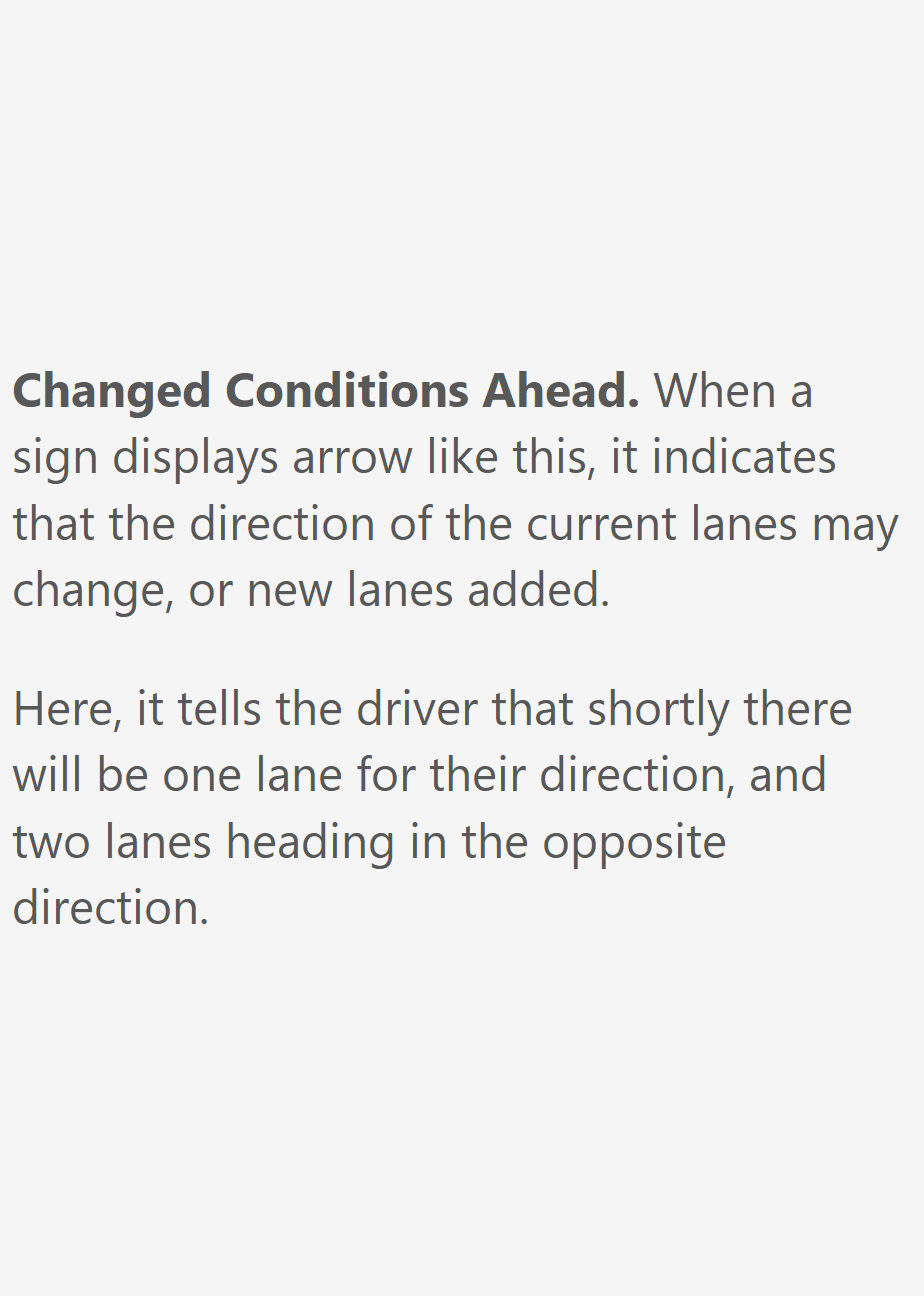 Changed Conditions Ahead. When a
sign displays arrow like this, it indicates
that the direction of the current lanes may
change, or new lanes added.
Here, it tells the driver that shortly there
will be one lane for their direction, and
two lanes heading in the opposite
direction.